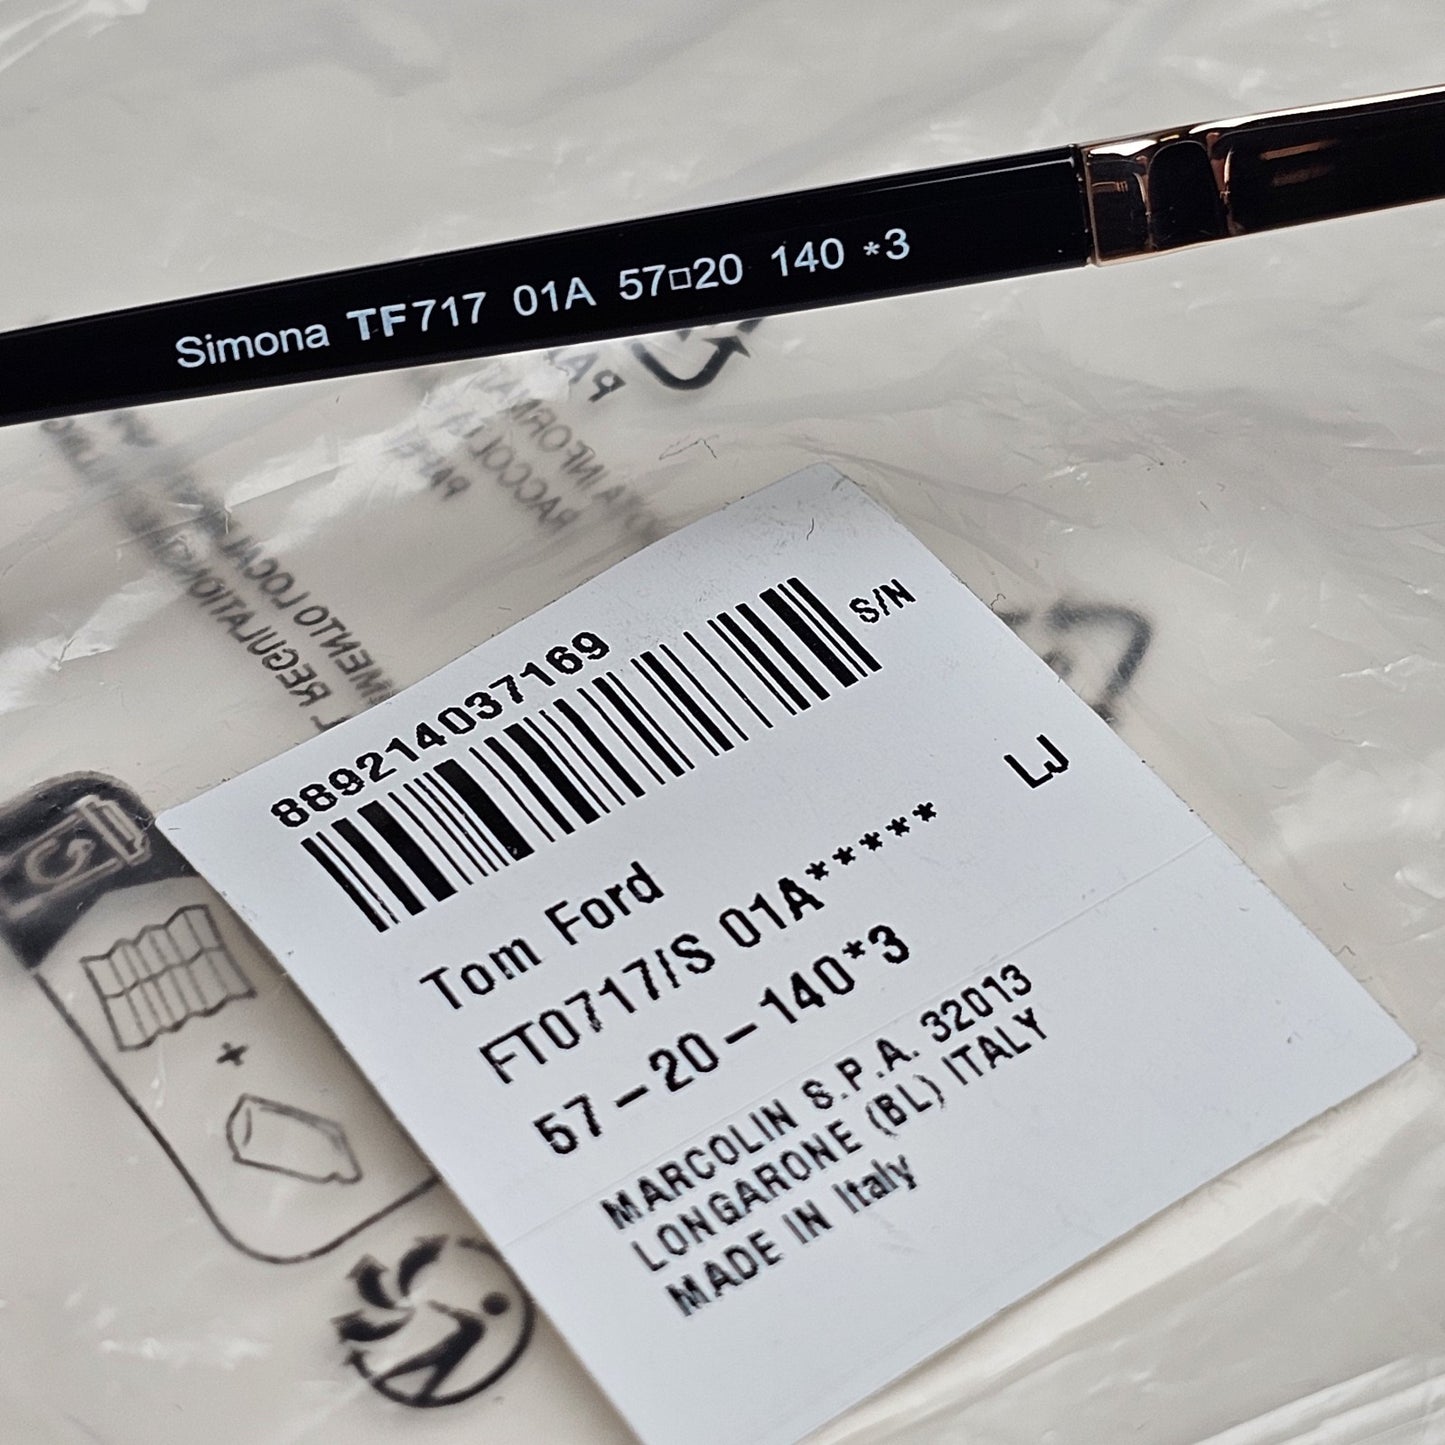 Simona TF717 01A 57□20 140 *3
889214037169
S/N
LJ
Tom Ford
FT0717/S 01A*****
57-20-140*3
MARCOLIN S.P.A. 32013
LONGARONE (BL) ITALY
MADE IN Italy